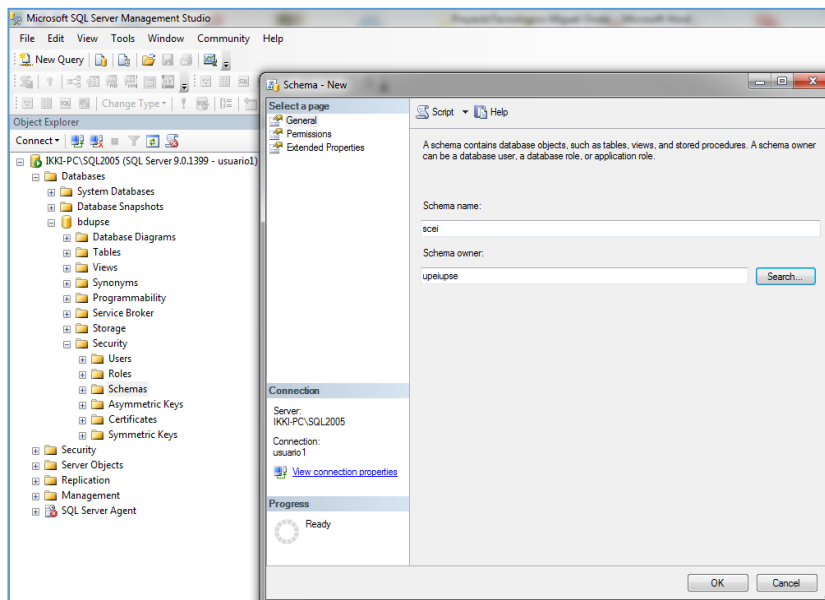 Microsoft SQL Server Management Studio
File Edit View Tools Window Community Help
New Query
Change Type
Object Explorer
Connect
IKKI-PC\SQL2005 (SQL Server 9.0.1399 - usuario1)
Databases
System Databases
Database Snapshots
bdupse
Database Diagrams
Tables
Views
Synonyms
Programmability
Service Broker
Storage
Security
Users
Roles
Schemas
Asymmetric Keys
Certificates
Symmetric Keys
Security
Server Objects
Replication
Management
SQL Server Agent
Schema - New
Select a page
General
Permissions
Extended Properties
Connection
Server:
IKKI-PC\SQL2005
Connection:
usuario1
View connection properties
Progress
Ready
Script Help
A schema contains database objects, such as tables, views, and stored procedures. A schema owner
can be a database user, a database role, or application role.
Schema name:
scei
Schema owner:
upeiupse
Search...
OK Cancel